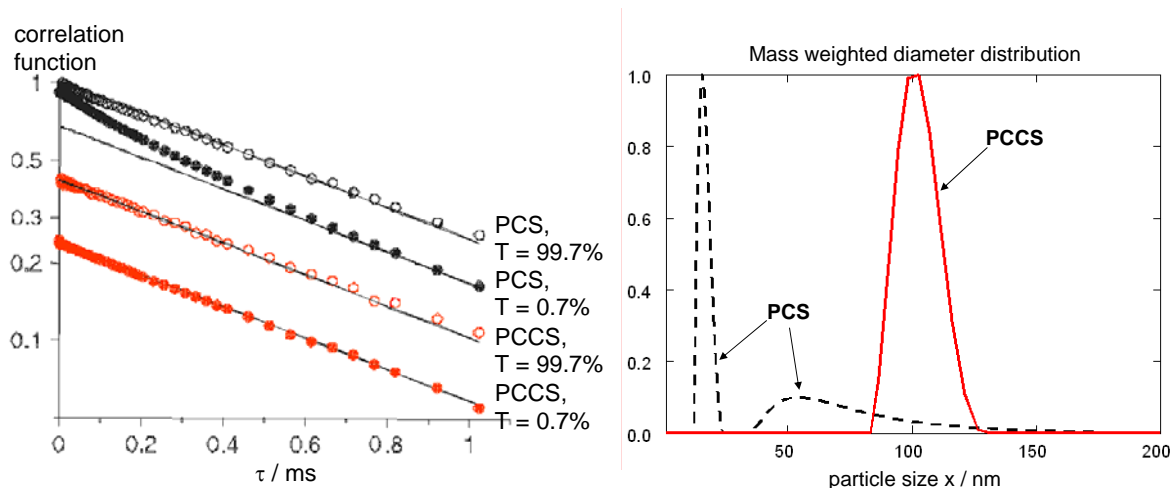 correlation
function
1
0.5
0.3
0.2
0.1
0
0.2
0.4
0.6
0.8
1
τ / ms
PCS,
T = 99.7%
PCS,
T = 0.7%
PCCS,
T = 99.7%
PCCS,
T = 0.7%
Mass weighted diameter distribution
1.0
0.8
0.6
0.4
0.2
0.0
50
100
150
200
particle size x / nm
PCCS
PCS